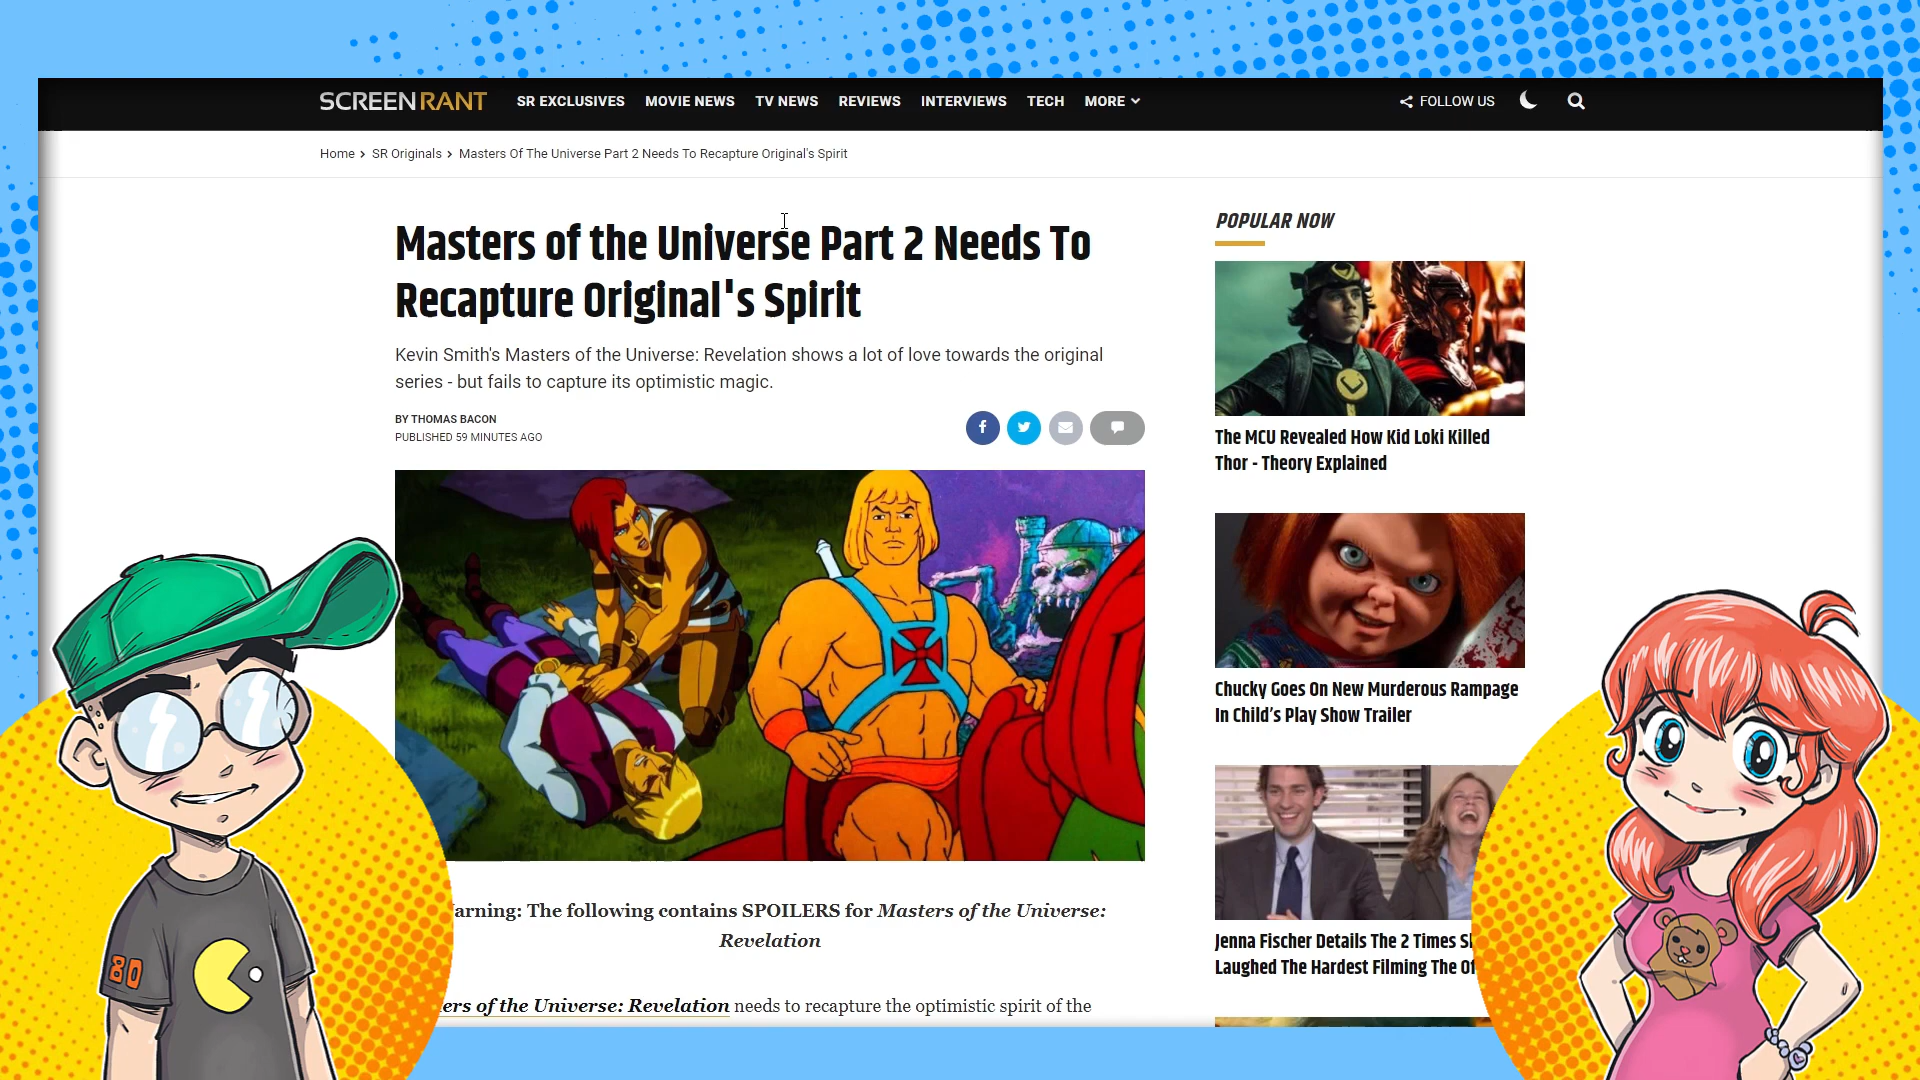 SCREENRANT
SR EXCLUSIVES MOVIE NEWS TV NEWS REVIEWS INTERVIEWS TECH MORE
FOLLOW US
Home > SR Originals > Masters Of The Universe Part 2 Needs To Recapture Original's Spirit
Masters of the Universe Part 2 Needs To
Recapture Original's Spirit
Kevin Smith's Masters of the Universe: Revelation shows a lot of love towards the original
series - but fails to capture its optimistic magic.
BY THOMAS BACON
PUBLISHED 59 MINUTES AGO
arning: The following contains SPOILERS for Masters of the Universe:
Revelation
ers of the Universe: Revelation needs to recapture the optimistic spirit of the
POPULAR NOW
The MCU Revealed How Kid Loki Killed
Thor - Theory Explained
Chucky Goes On New Murderous Rampage
In Child's Play Show Trailer
Jenna Fischer Details The 2 Times
Laughed The Hardest Filming The
80